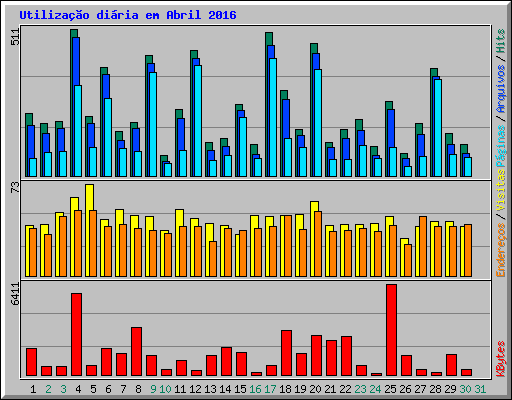 Utilização diária em Abril 2016
511
73
6411
Endereços / Visitas Páginas / Arquivos / Hits
KBytes
1 2 3 4 5 6 7 8 9 10 11 12 13 14 15 16 17 18 19 20 21 22 23 24 25 26 27 28 29 30 31